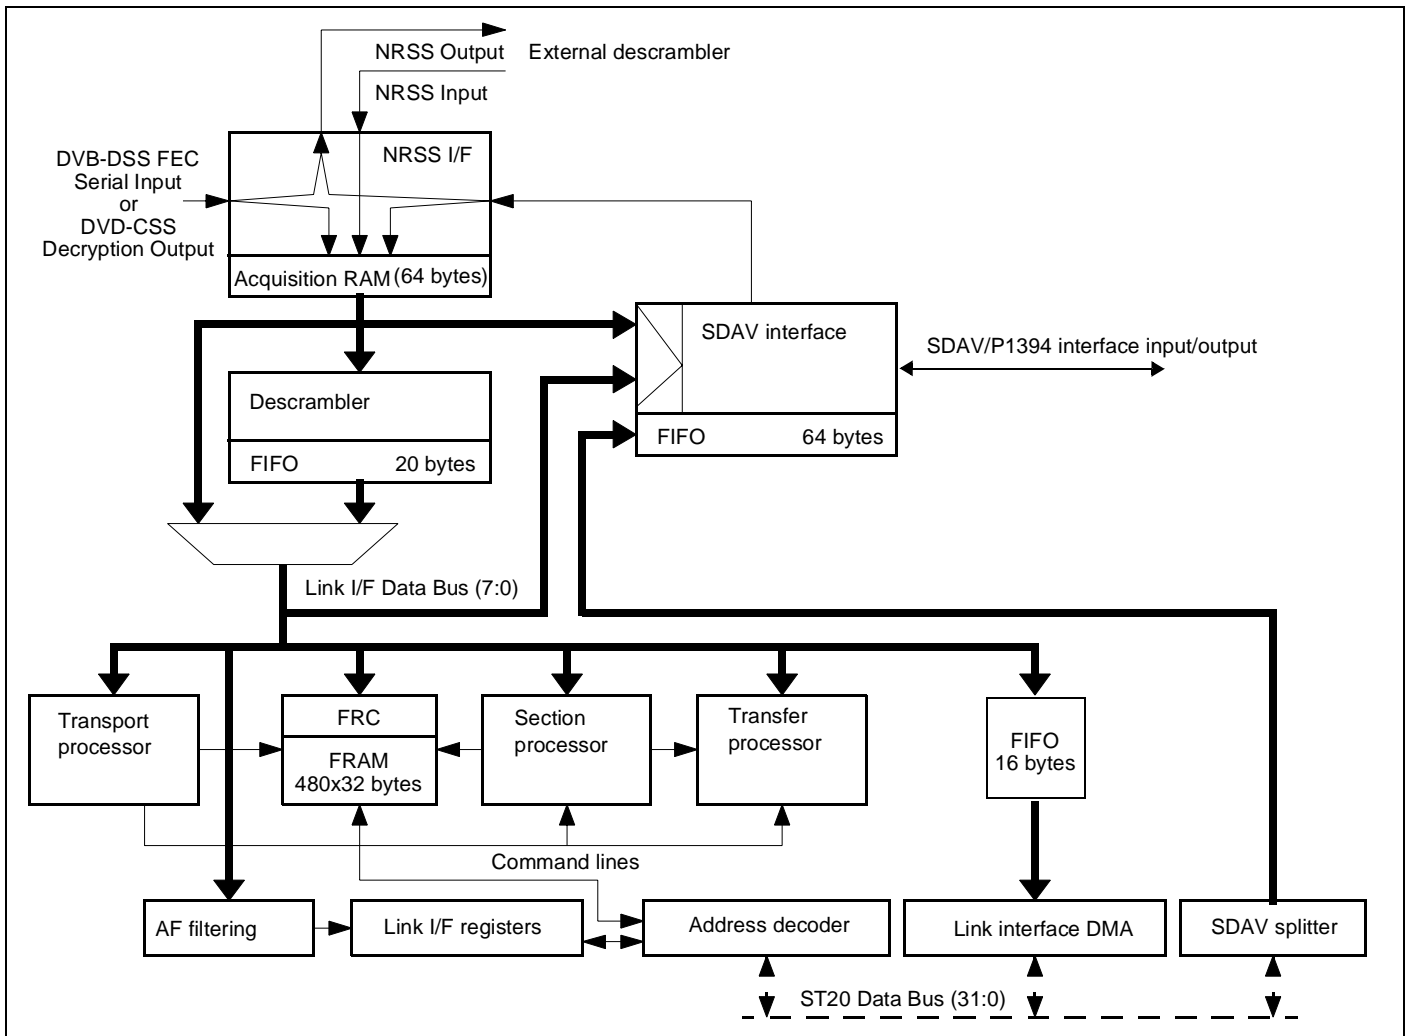 NRSS Output External descrambler
NRSS Input
NRSS I/F
DVB-DSS FEC
Serial Input
or
DVD-CSS
Decryption Output
Acquisition RAM (64 bytes)
SDAV interface
SDAV/P1394 interface input/output
FIFO 64 bytes
Descrambler
FIFO 20 bytes
Link I/F Data Bus (7:0)
Transport
processor
FRC
FRAM
480x32 bytes
Section
processor
Transfer
processor
FIFO
16 bytes
Command lines
AF filtering
Link I/F registers
Address decoder
Link interface DMA
SDAV splitter
ST20 Data Bus (31:0)